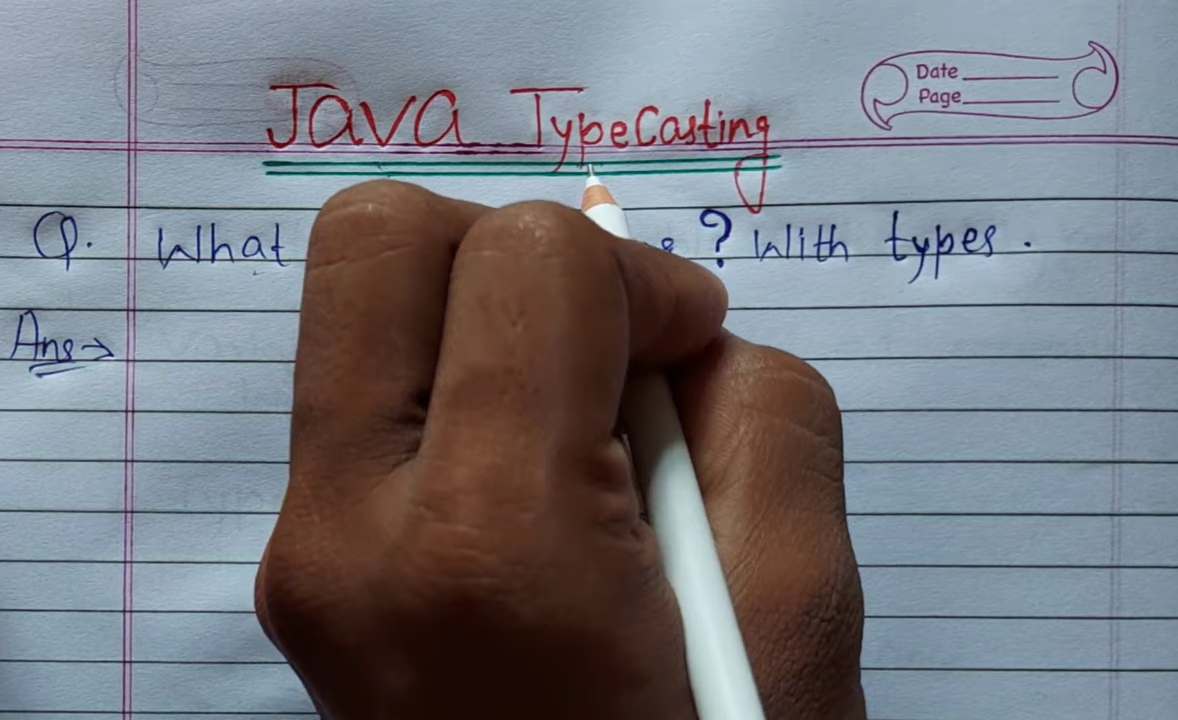 Date
Page
Java TypeCasting
Q. What ? With types.
Ans→